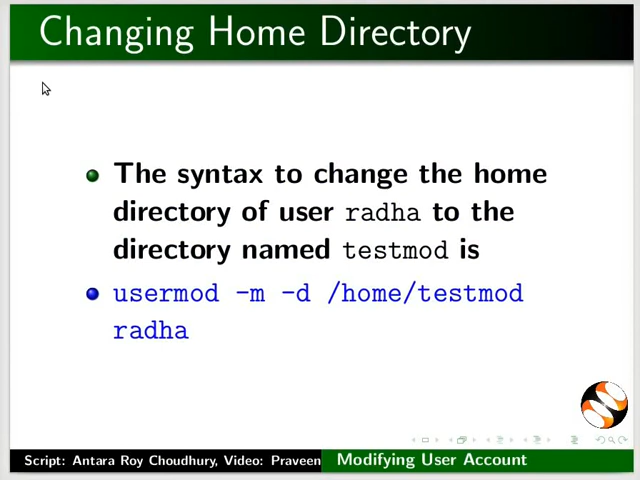 Changing Home Directory
The syntax to change the home
directory of user radha to the
directory named testmod is
usermod -m -d /home/testmod
radha
Script: Antara Roy Choudhury, Video: Praveen
Modifying User Account